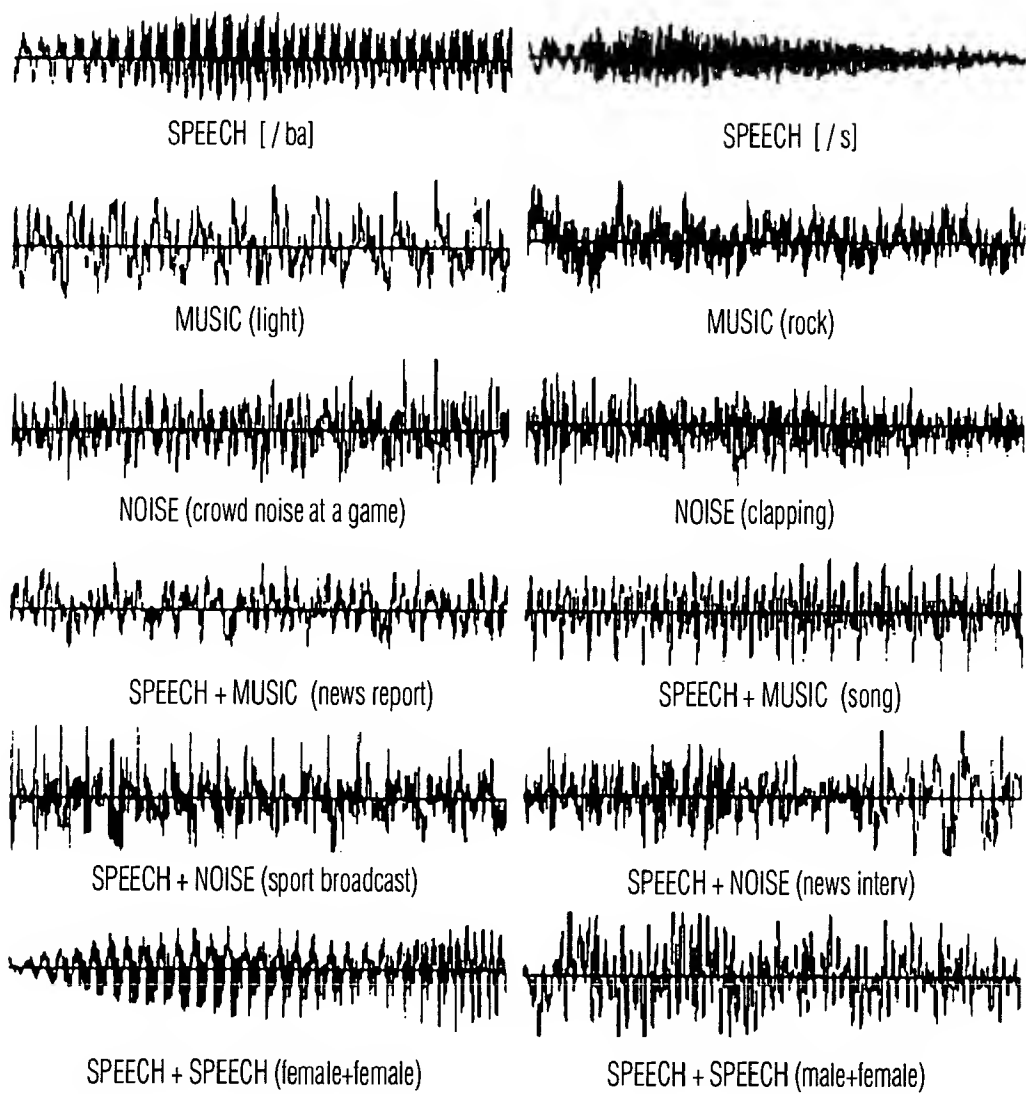 SPEECH [ / ba]
SPEECH [ / s]
MUSIC (light)
MUSIC (rock)
NOISE (crowd noise at a game)
NOISE (clapping)
SPEECH + MUSIC (news report)
SPEECH + MUSIC (song)
SPEECH + NOISE (sport broadcast)
SPEECH + NOISE (news interv)
SPEECH + SPEECH (female+female)
SPEECH + SPEECH (male+female)